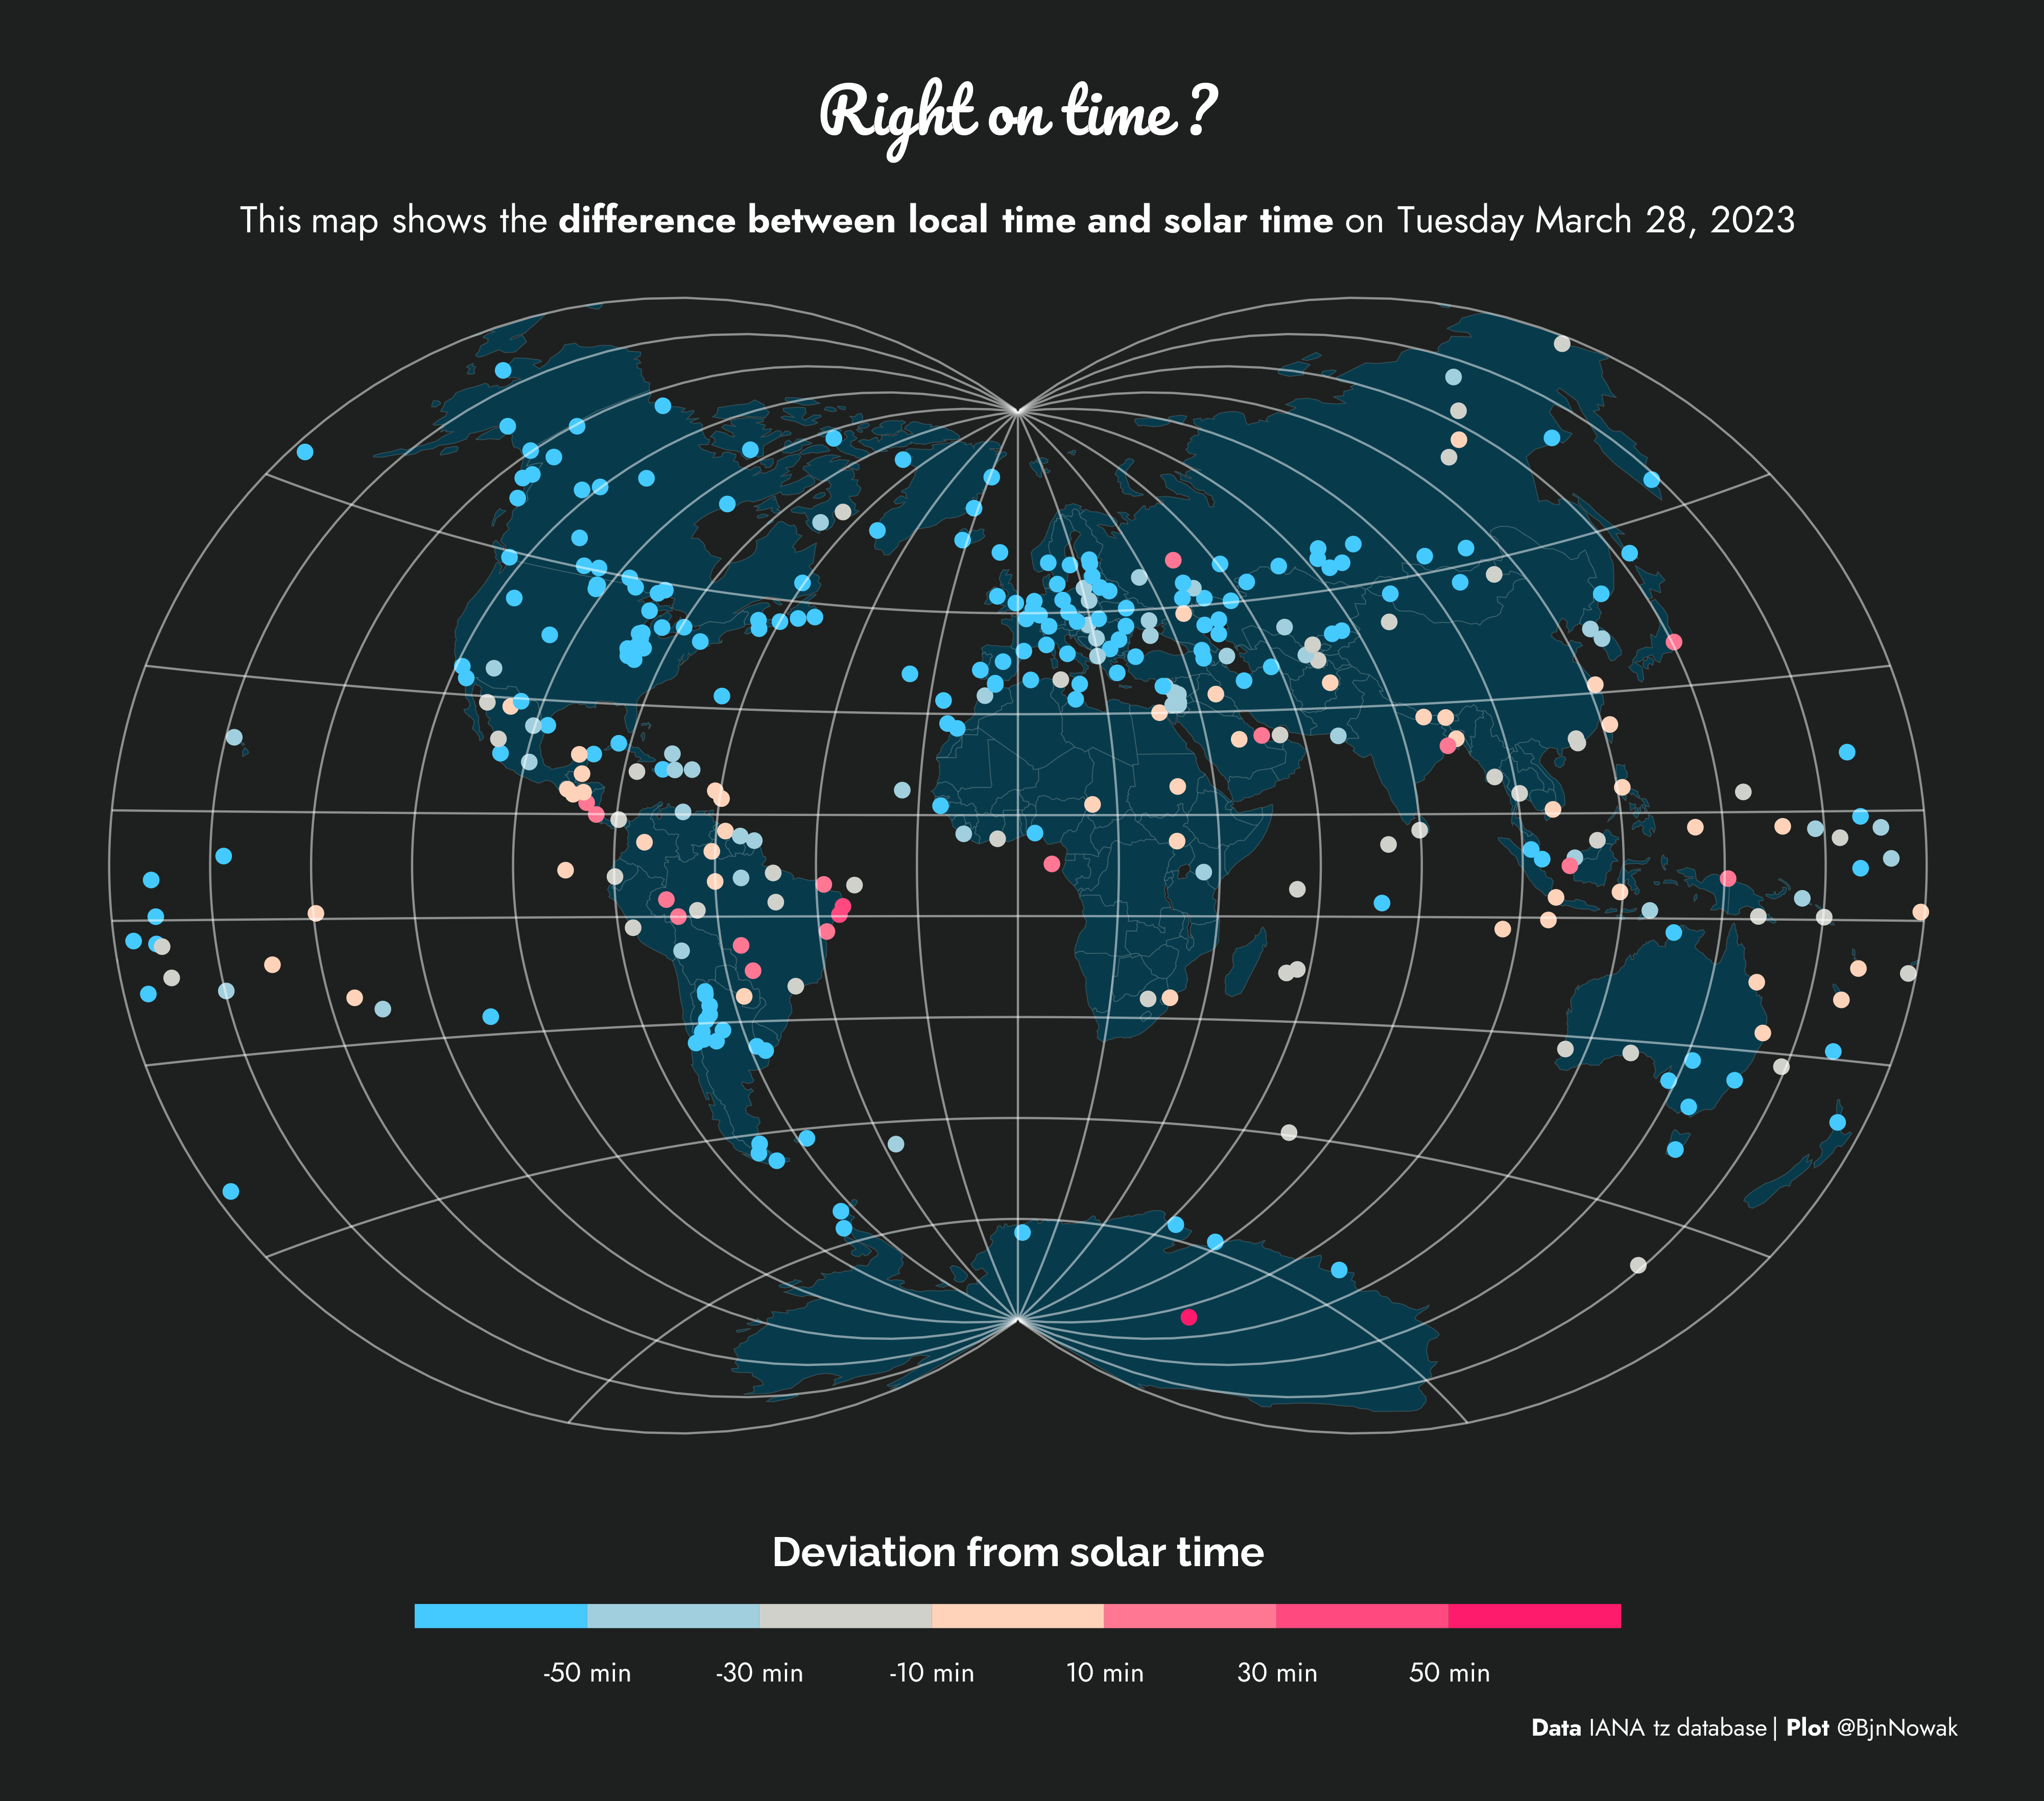 Right on time?
This map shows the difference between local time and solar time on Tuesday March 28, 2023
Deviation from solar time
-50 min -30 min -10 min 10 min 30 min 50 min
Data IANA tz database| Plot @BjnNowak